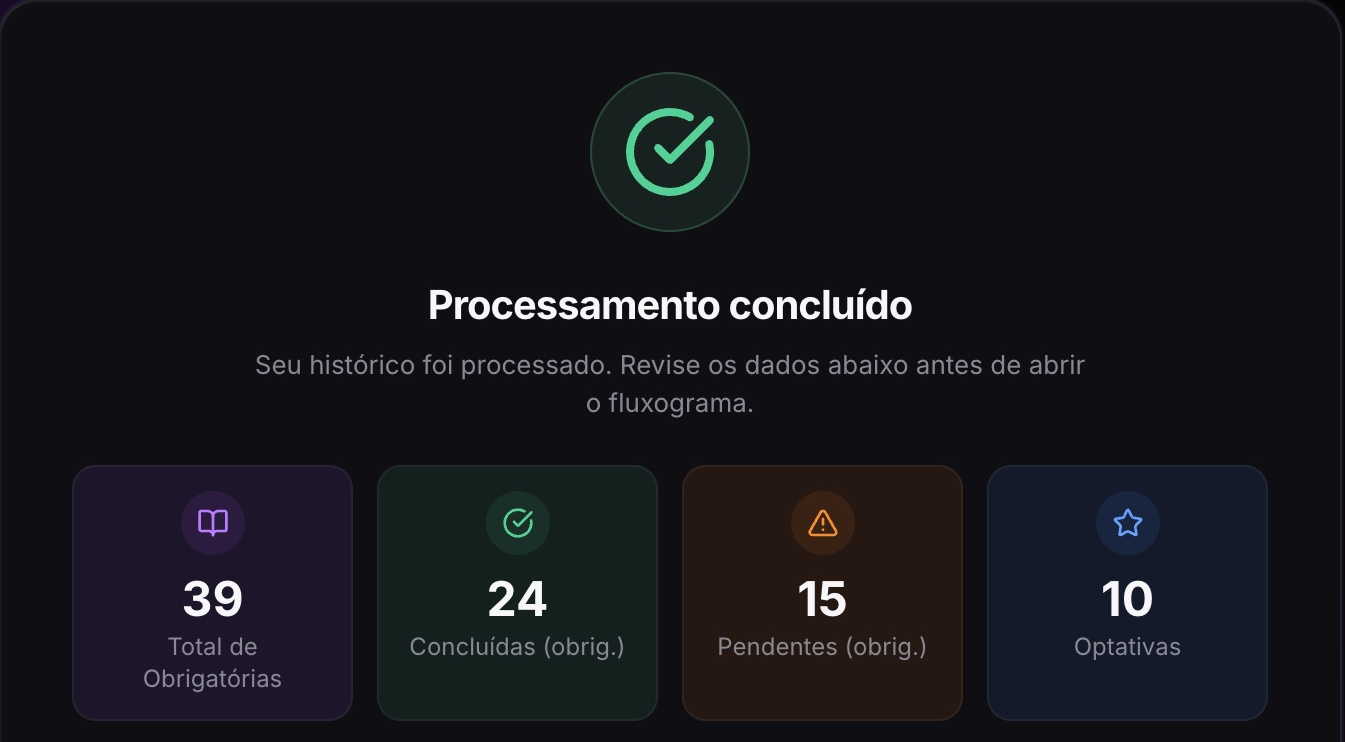 Processamento concluído
Seu histórico foi processado. Revise os dados abaixo antes de abrir
o fluxograma.
39
Total de
Obrigatórias
24
Concluídas (obrig.)
15
Pendentes (obrig.)
10
Optativas